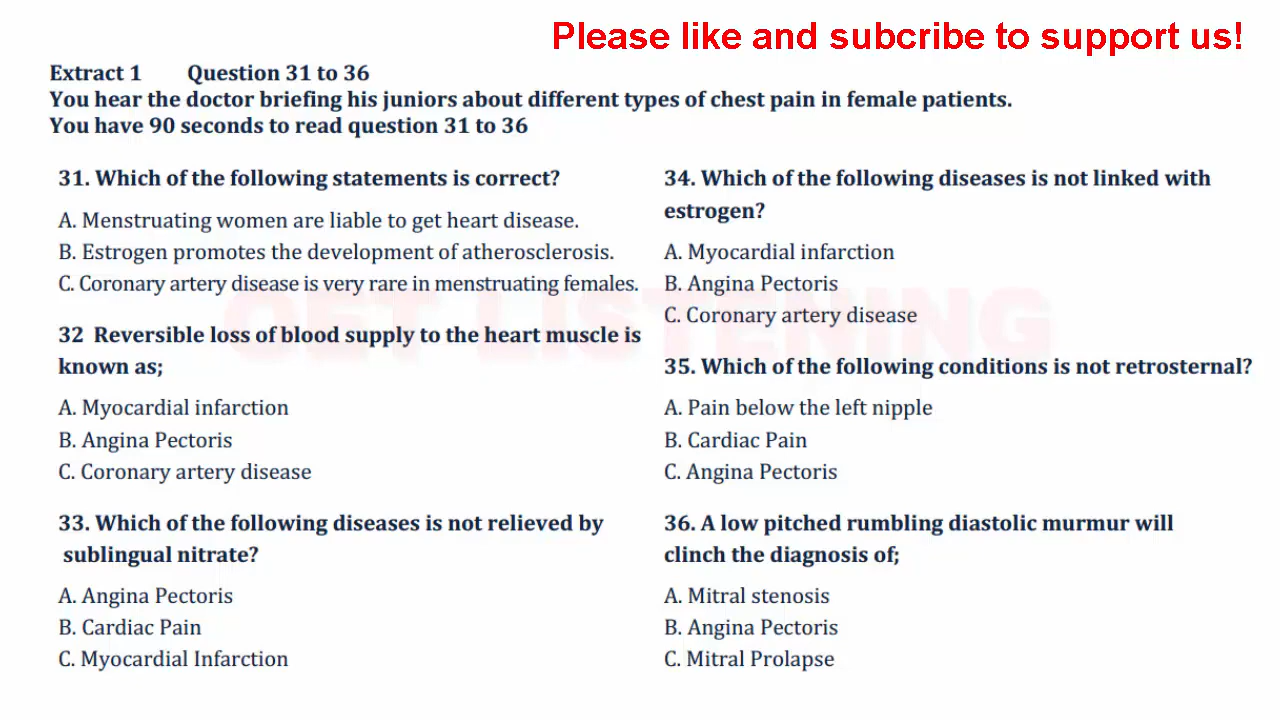 Please like and subcribe to support us!
Extract 1 Question 31 to 36
You hear the doctor briefing his juniors about different types of chest pain in female patients.
You have 90 seconds to read question 31 to 36
31. Which of the following statements is correct?
A. Menstruating women are liable to get heart disease.
B. Estrogen promotes the development of atherosclerosis.
C. Coronary artery disease is very rare in menstruating females.
32 Reversible loss of blood supply to the heart muscle is
known as;
A. Myocardial infarction
B. Angina Pectoris
C. Coronary artery disease
33. Which of the following diseases is not relieved by
sublingual nitrate?
A. Angina Pectoris
B. Cardiac Pain
C. Myocardial Infarction
34. Which of the following diseases is not linked with
estrogen?
A. Myocardial infarction
B. Angina Pectoris
C. Coronary artery disease
35. Which of the following conditions is not retrosternal?
A. Pain below the left nipple
B. Cardiac Pain
C. Angina Pectoris
36. A low pitched rumbling diastolic murmur will
clinch the diagnosis of;
A. Mitral stenosis
B. Angina Pectoris
C. Mitral Prolapse
OET LISTENING